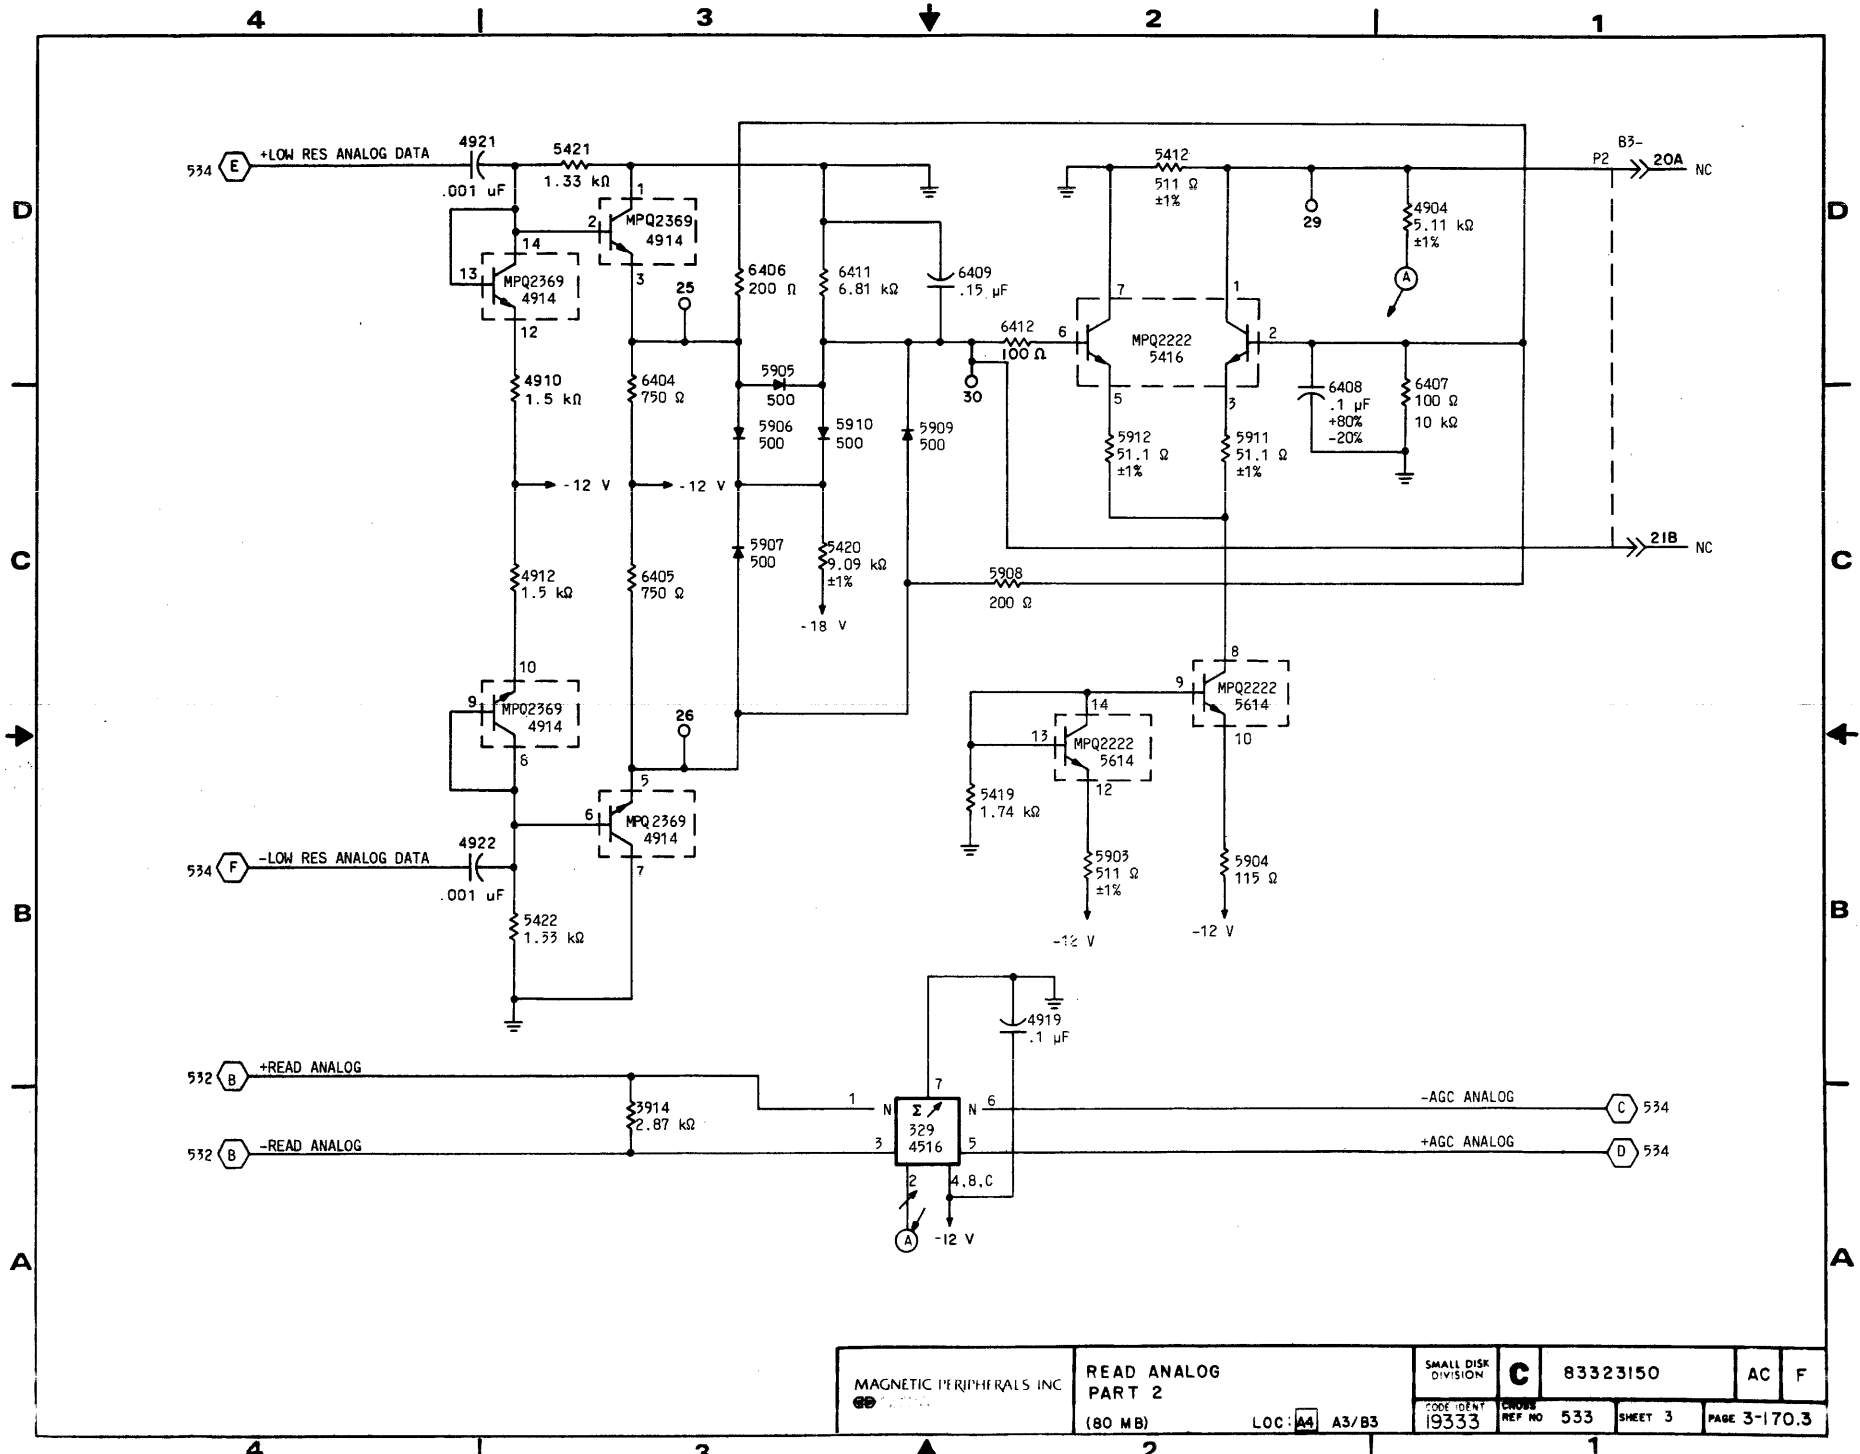 4 3 2 1
D
C
B
A
D
C
B
A
534 E +LOW RES ANALOG DATA
4921
.001 uF
5421
1.33 kΩ
1
2
MPQ2369
4914
3
14
13
MPQ2369
4914
12
25
6406
200 Ω
6411
6.81 kΩ
6409
.15 µF
5412
511 Ω
±1%
29
4904
5.11 kΩ
±1%
A
B3-
P2
20A NC
6412
100 Ω
6
7
1
MPQ2222
5416
2
5
3
30
4910
1.5 kΩ
6404
750 Ω
5905
500
5906
500
5910
500
5909
500
5912
51.1 Ω
±1%
5911
51.1 Ω
±1%
6408
.1 µF
+80%
-20%
6407
100 Ω
10 kΩ
-12 V
-12 V
4912
1.5 kΩ
6405
750 Ω
5907
500
5420
9.09 kΩ
±1%
-18 V
21B NC
5908
200 Ω
10
9
MPQ2369
4914
8
26
8
9
MPQ2222
5614
10
14
13
MPQ2222
5614
12
5
6
MPQ2369
4914
7
5419
1.74 kΩ
5903
511 Ω
±1%
-12 V
5904
115 Ω
-12 V
534 F -LOW RES ANALOG DATA
4922
.001 uF
5422
1.33 kΩ
4919
.1 µF
532 B +READ ANALOG
3914
2.87 kΩ
532 B -READ ANALOG
7
1 N
Σ
329
4516
N 6
3
5
2
4,8,C
A
-12 V
-AGC ANALOG C 534
+AGC ANALOG D 534
MAGNETIC PERIPHERALS INC
READ ANALOG
PART 2
(80 MB) LOC: A4 A3/B3
SMALL DISK
DIVISION
C 83323150 AC F
CODE IDENT
19333
CROSS
REF NO 533
SHEET 3
PAGE 3-170.3
4 3 2 1